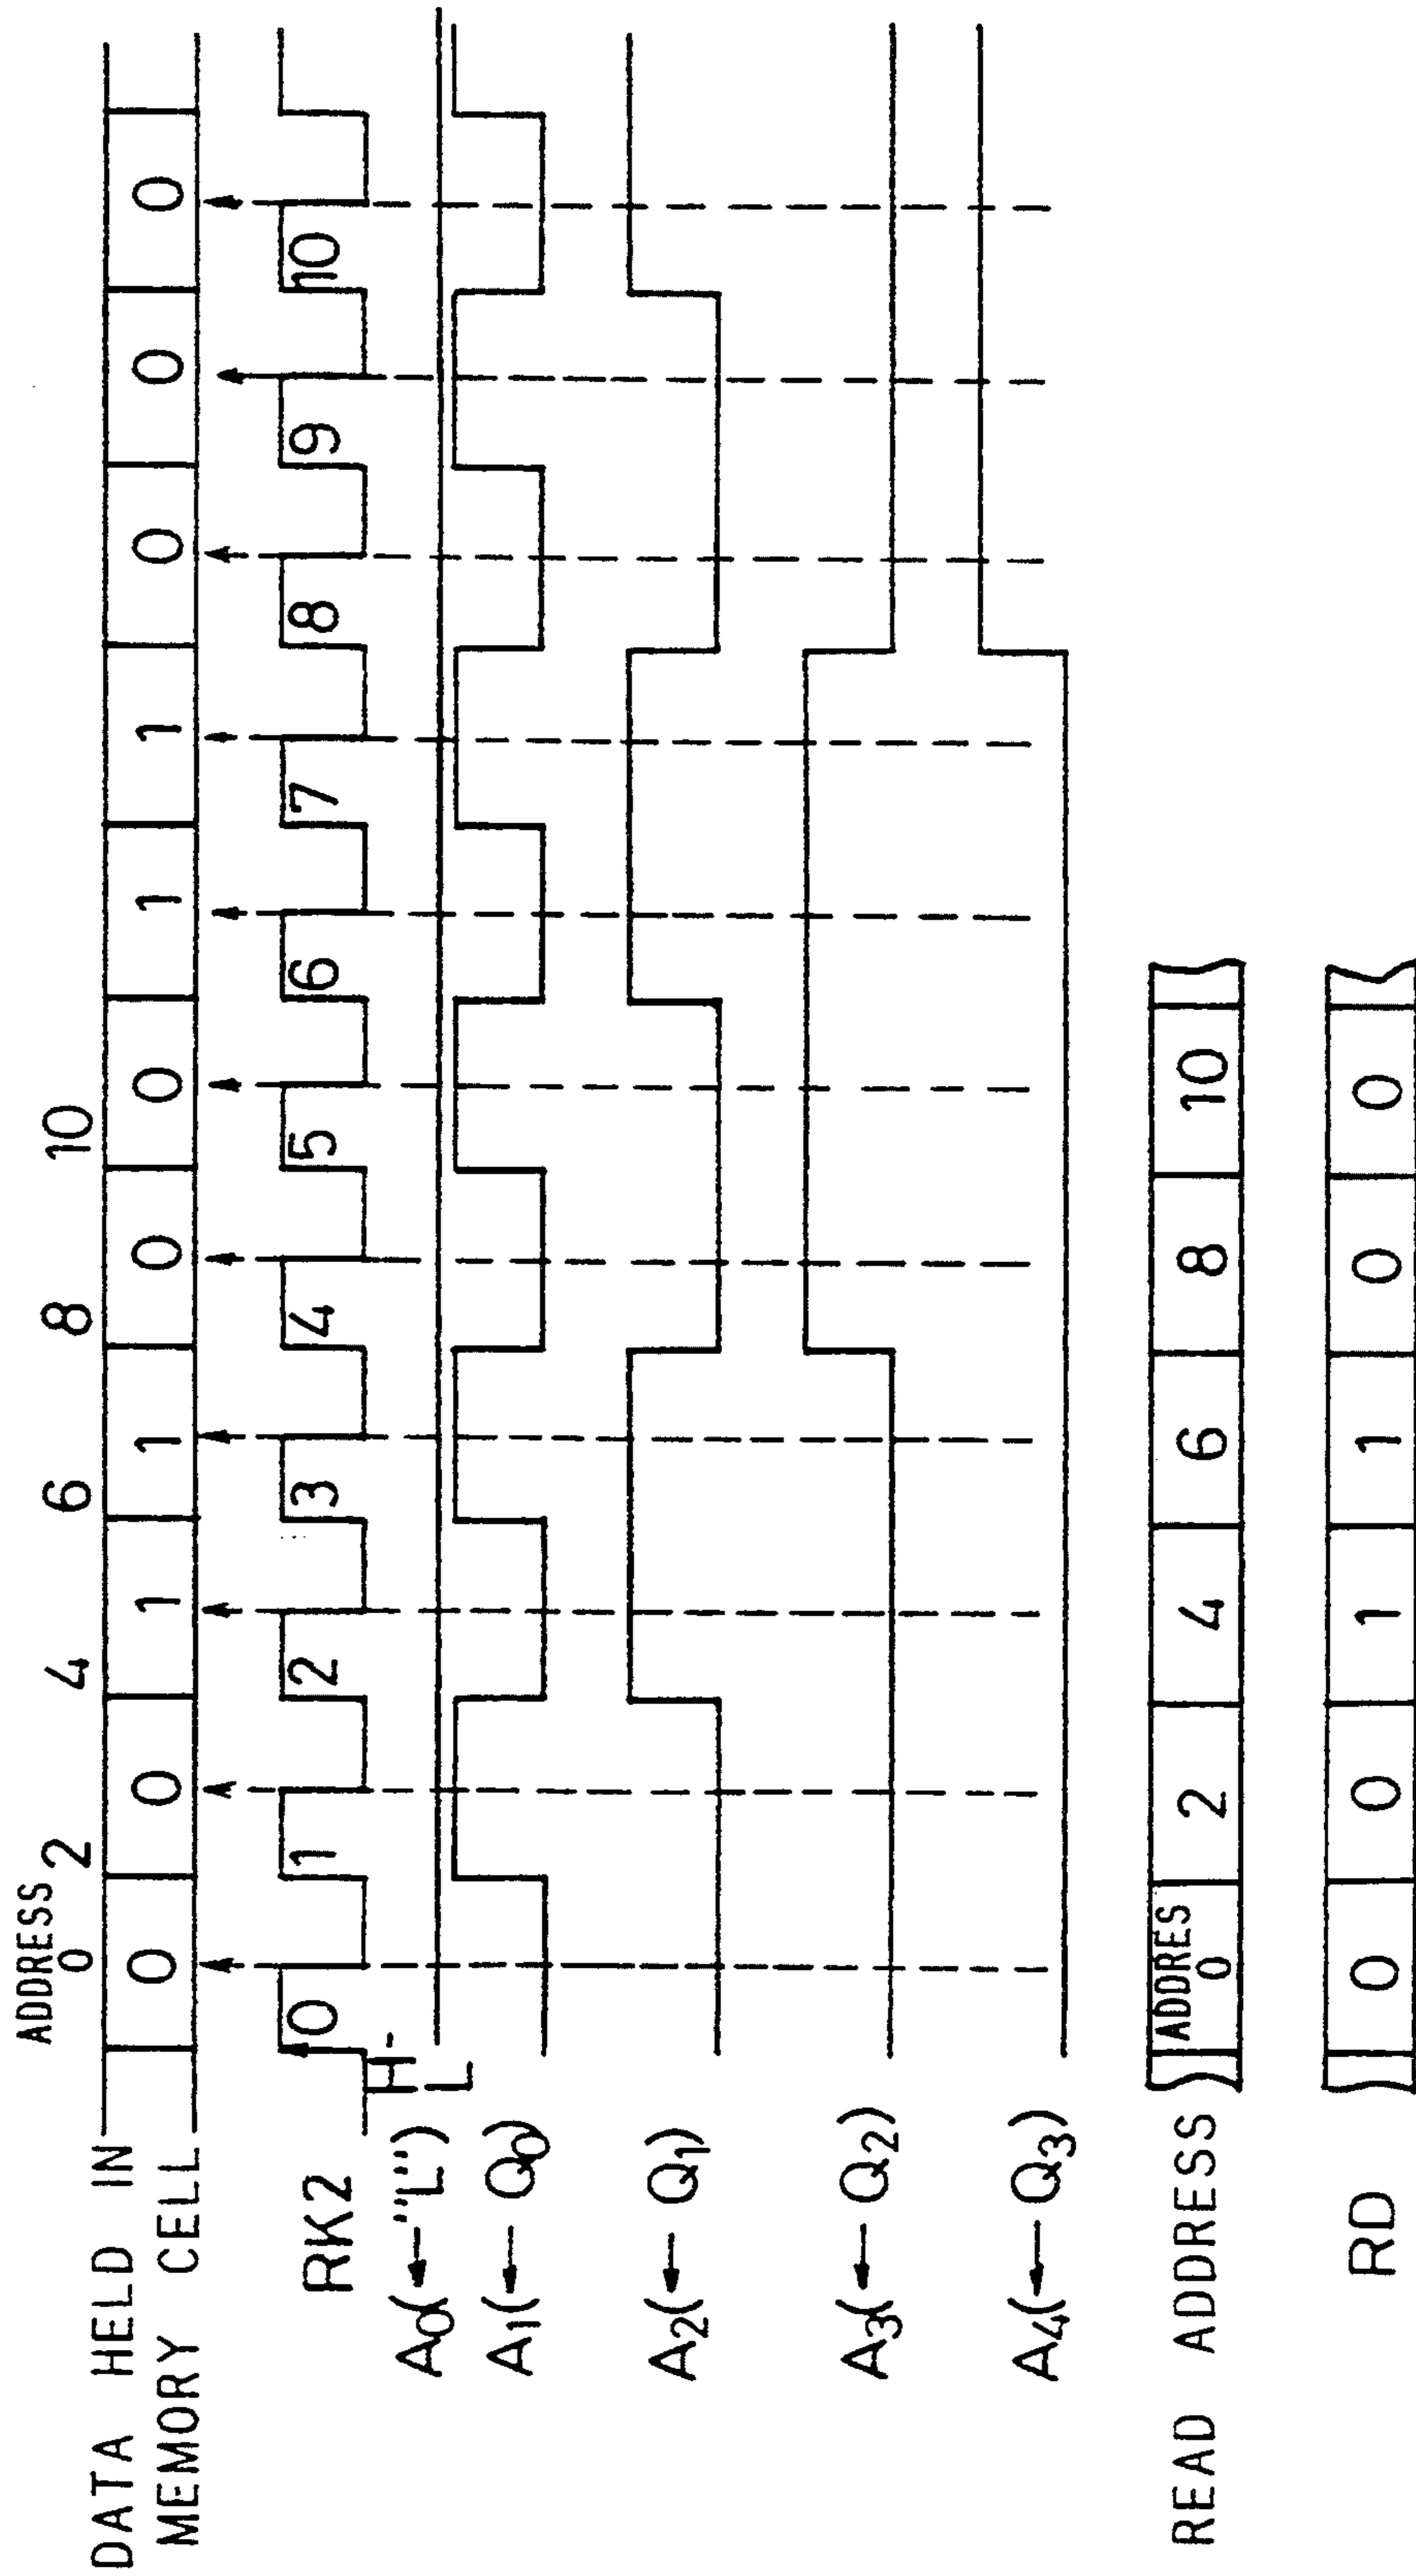 ADDRESS
0 2 4 6 8 10
DATA HELD IN
MEMORY CELL
0 0 1 1 0 0 1 1 0 0 0
RK2
0 1 2 3 4 5 6 7 8 9 10
H
L
A0(←"L")
A1(← Q0)
A2(← Q1)
A3(← Q2)
A4(← Q3)
READ ADDRESS
ADDRES
0 2 4 6 8 10
RD
0 0 1 1 0 0